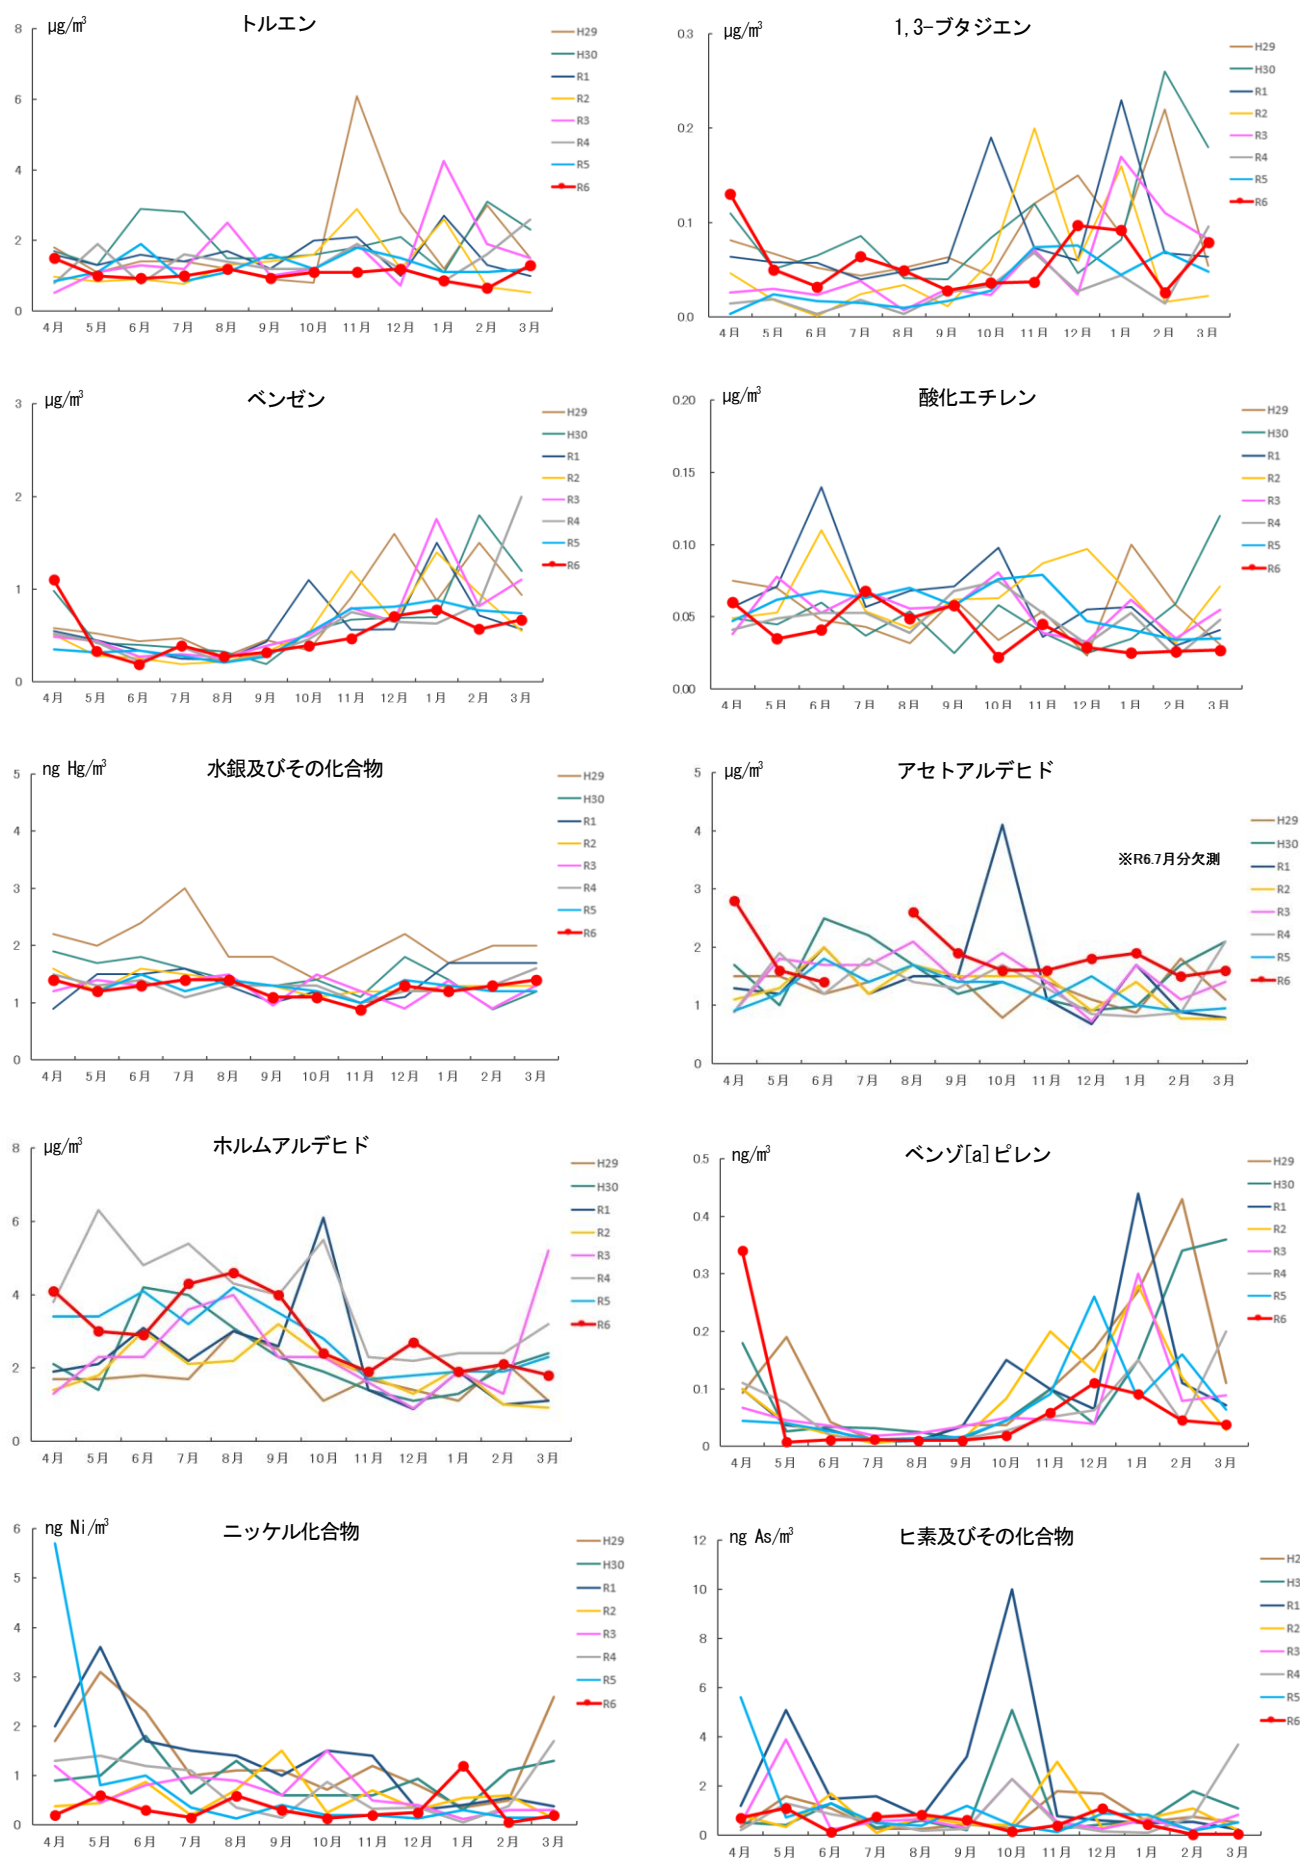 μg/m³
トルエン
8
6
4
2
0
4月 5月 6月 7月 8月 9月 10月 11月 12月 1月 2月 3月
H29
H30
R1
R2
R3
R4
R5
R6
μg/m³
1,3-ブタジエン
0.3
0.2
0.1
0.0
4月 5月 6月 7月 8月 9月 10月 11月 12月 1月 2月 3月
H29
H30
R1
R2
R3
R4
R5
R6
μg/m³
ベンゼン
3
2
1
0
4月 5月 6月 7月 8月 9月 10月 11月 12月 1月 2月 3月
H29
H30
R1
R2
R3
R4
R5
R6
μg/m³
酸化エチレン
0.20
0.15
0.10
0.05
0.00
4月 5月 6月 7月 8月 9月 10月 11月 12月 1月 2月 3月
H29
H30
R1
R2
R3
R4
R5
R6
ng Hg/m³
水銀及びその化合物
5
4
3
2
1
0
4月 5月 6月 7月 8月 9月 10月 11月 12月 1月 2月 3月
H29
H30
R1
R2
R3
R4
R5
R6
μg/m³
アセトアルデヒド
※R6.7月分欠測
5
4
3
2
1
0
4月 5月 6月 7月 8月 9月 10月 11月 12月 1月 2月 3月
H29
H30
R1
R2
R3
R4
R5
R6
μg/m³
ホルムアルデヒド
8
6
4
2
0
4月 5月 6月 7月 8月 9月 10月 11月 12月 1月 2月 3月
H29
H30
R1
R2
R3
R4
R5
R6
ng/m³
ベンゾ[a]ピレン
0.5
0.4
0.3
0.2
0.1
0
4月 5月 6月 7月 8月 9月 10月 11月 12月 1月 2月 3月
H29
H30
R1
R2
R3
R4
R5
R6
ng Ni/m³
ニッケル化合物
6
5
4
3
2
1
0
4月 5月 6月 7月 8月 9月 10月 11月 12月 1月 2月 3月
H29
H30
R1
R2
R3
R4
R5
R6
ng As/m³
ヒ素及びその化合物
12
10
8
6
4
2
0
4月 5月 6月 7月 8月 9月 10月 11月 12月 1月 2月 3月
H2
H3
R1
R2
R3
R4
R5
R6